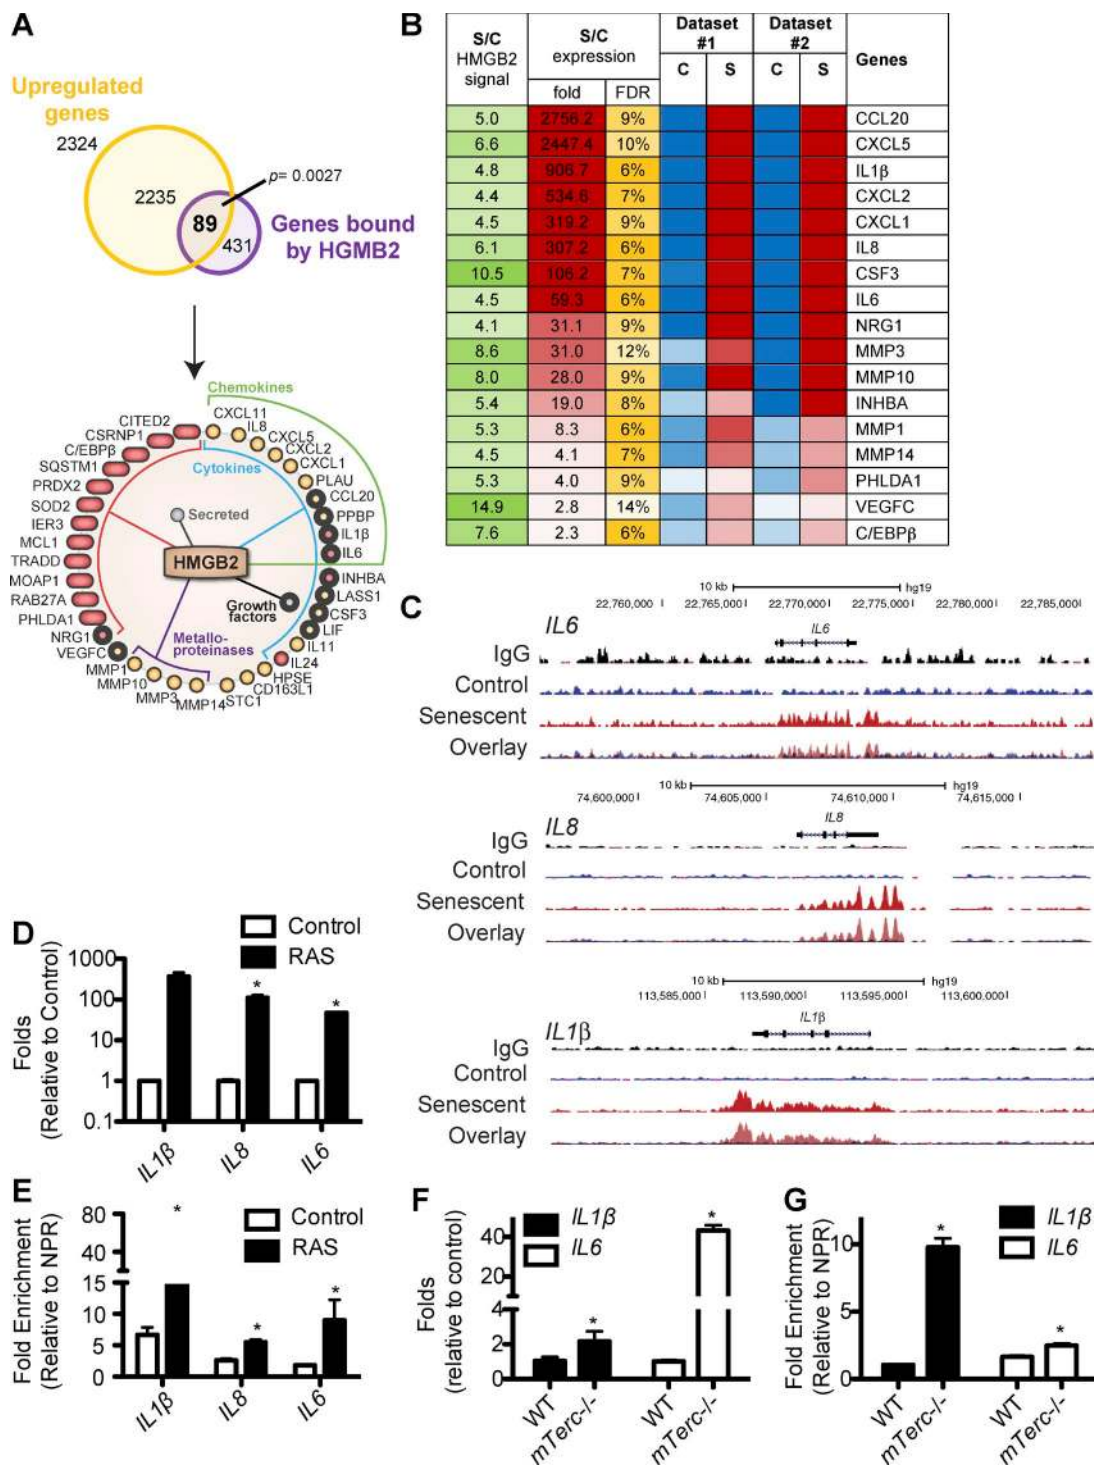 A
Upregulated
genes
2324
2235
89
431
p= 0.0027
Genes bound
by HGMB2
Chemokines
Cytokines
Secreted
HMGB2
Growth
factors
Metallo-
proteinases
CITED2
CSRNP1
C/EBPβ
SQSTM1
PRDX2
SOD2
IER3
MCL1
TRADD
MOAP1
RAB27A
PHLDA1
NRG1
VEGFC
MMP1
MMP10
MMP3
MMP14
STC1
CD163L1
HPSE
IL24
IL11
LIF
CSF3
LASS1
INHBA
IL6
IL1β
PPBP
CCL20
PLAU
CXCL1
CXCL2
CXCL5
IL8
CXCL11
B
S/C HMGB2 signal S/C expression Dataset #1 Dataset #2 Genes
fold FDR C S C S
5.0 2756.2 9% CCL20
6.6 2447.4 10% CXCL5
4.8 906.7 6% IL1β
4.4 534.6 7% CXCL2
4.5 319.2 9% CXCL1
6.1 307.2 6% IL8
10.5 106.2 7% CSF3
4.5 59.3 6% IL6
4.1 31.1 9% NRG1
8.6 31.0 12% MMP3
8.0 28.0 9% MMP10
5.4 19.0 8% INHBA
5.3 8.3 6% MMP1
4.5 4.1 7% MMP14
5.3 4.0 9% PHLDA1
14.9 2.8 14% VEGFC
7.6 2.3 6% C/EBPβ
C
10 kb hg19
22,760,000 22,765,000 22,770,000 22,775,000 22,780,000 22,785,000
IL6
IL6
IgG
Control
Senescent
Overlay
10 kb hg19
74,600,000 74,605,000 74,610,000 74,615,000
IL8
IL8
IgG
Control
Senescent
Overlay
10 kb hg19
113,585,000 113,590,000 113,595,000 113,600,000
IL1β
IL1β
IgG
Control
Senescent
Overlay
D
Control
RAS
Folds
(Relative to Control)
1000
100
10
1
0.1
* *
IL1β IL8 IL6
E
Control
RAS
Fold Enrichment
(Relative to NPR)
80
40
15
10
5
0
* * *
IL1β IL8 IL6
F
IL1β
IL6
Folds
(relative to control)
40
20
4
2
0
* *
WT mTerc-/- WT mTerc-/-
G
IL1β
IL6
Fold Enrichment
(Relative to NPR)
10
5
0
* *
WT mTerc-/- WT mTerc-/-